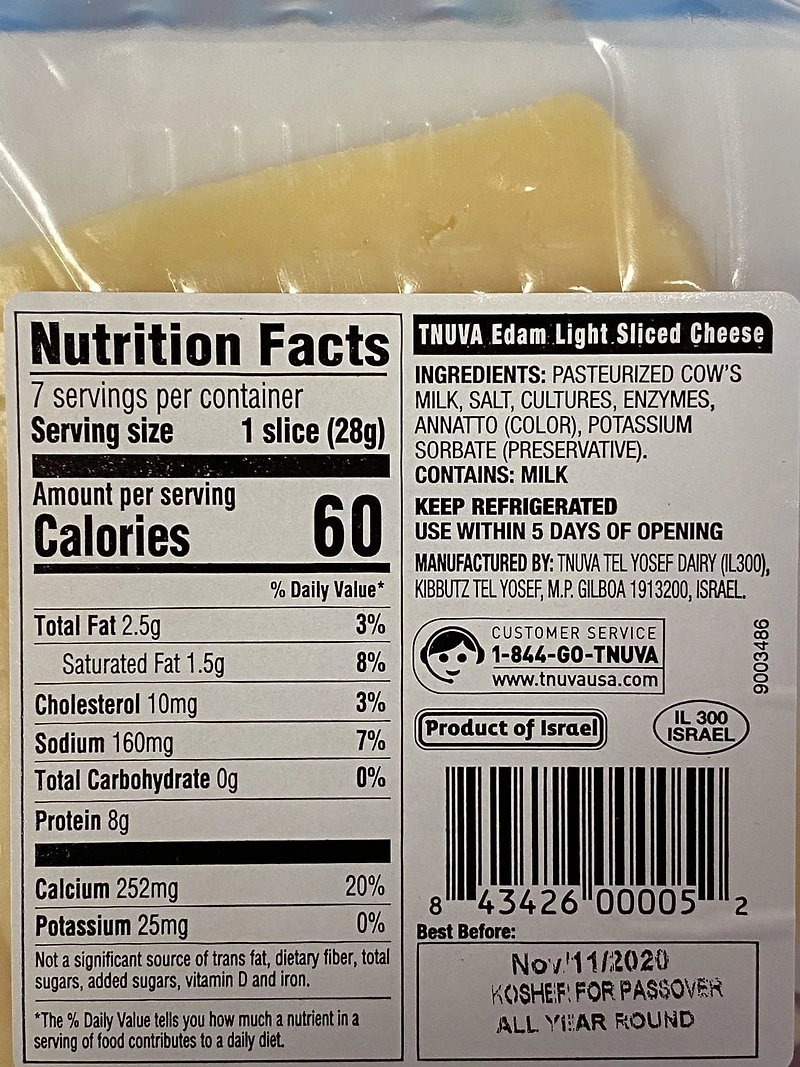 Nutrition Facts
7 servings per container
Serving size 1 slice (28g)
Amount per serving
Calories 60
% Daily Value*
Total Fat 2.5g 3%
Saturated Fat 1.5g 8%
Cholesterol 10mg 3%
Sodium 160mg 7%
Total Carbohydrate 0g 0%
Protein 8g
Calcium 252mg 20%
Potassium 25mg 0%
Not a significant source of trans fat, dietary fiber, total
sugars, added sugars, vitamin D and iron.
*The % Daily Value tells you how much a nutrient in a
serving of food contributes to a daily diet.
TNUVA Edam Light Sliced Cheese
INGREDIENTS: PASTEURIZED COW'S
MILK, SALT, CULTURES, ENZYMES,
ANNATTO (COLOR), POTASSIUM
SORBATE (PRESERVATIVE).
CONTAINS: MILK
KEEP REFRIGERATED
USE WITHIN 5 DAYS OF OPENING
MANUFACTURED BY: TNUVA TEL YOSEF DAIRY (IL300),
KIBBUTZ TEL YOSEF, M.P. GILBOA 1913200, ISRAEL.
CUSTOMER SERVICE
1-844-GO-TNUVA
www.tnuvausa.com
9003486
Product of Israel
IL 300
ISRAEL
8 43426 00005 2
Best Before:
Nov/11/2020
KOSHER FOR PASSOVER
ALL YEAR ROUND